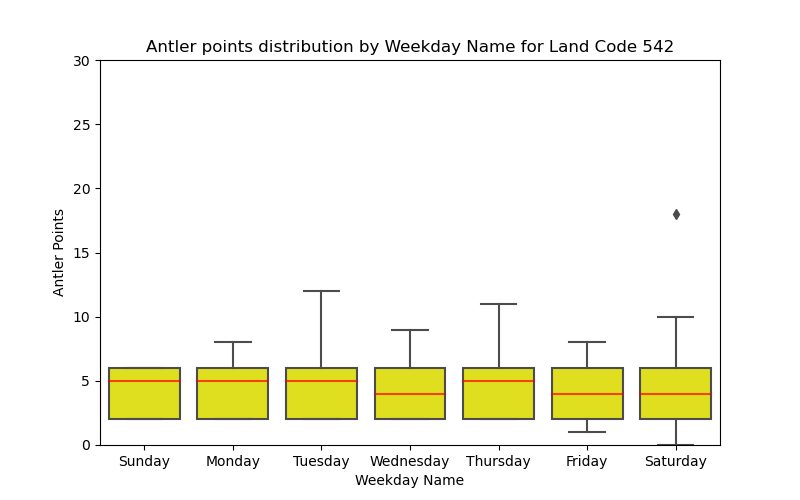 Antler points distribution by Weekday Name for Land Code 542
30
25
20
15
10
5
0
Antler Points
Sunday Monday Tuesday Wednesday Thursday Friday Saturday
Weekday Name